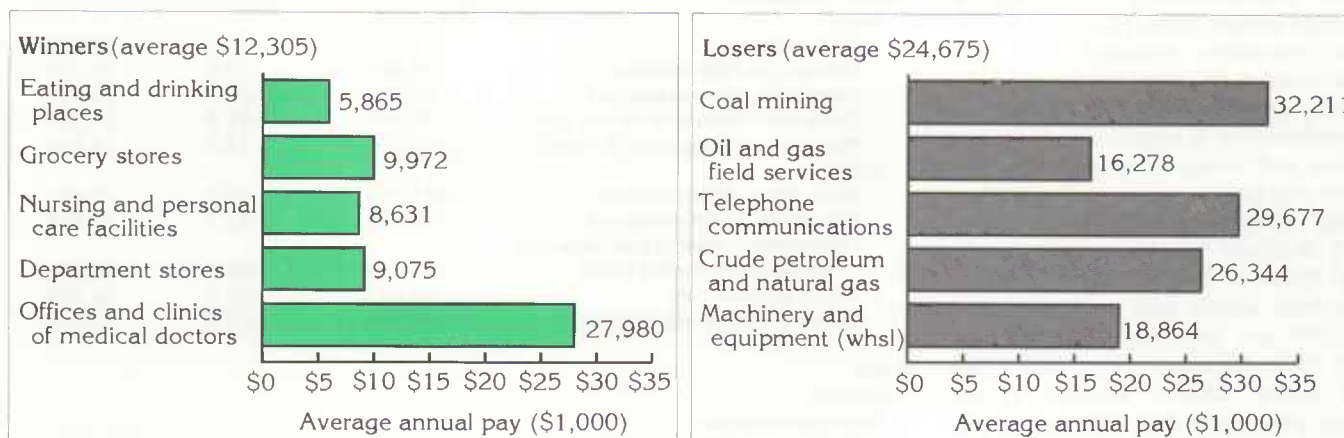 Winners (average $12,305)
Eating and drinking
places
5,865
Grocery stores
9,972
Nursing and personal
care facilities
8,631
Department stores
9,075
Offices and clinics
of medical doctors
27,980
$0 $5 $10 $15 $20 $25 $30 $35
Average annual pay ($1,000)
Losers (average $24,675)
Coal mining
32,211
Oil and gas
field services
16,278
Telephone
communications
29,677
Crude petroleum
and natural gas
26,344
Machinery and
equipment (whsl)
18,864
$0 $5 $10 $15 $20 $25 $30 $35
Average annual pay ($1,000)